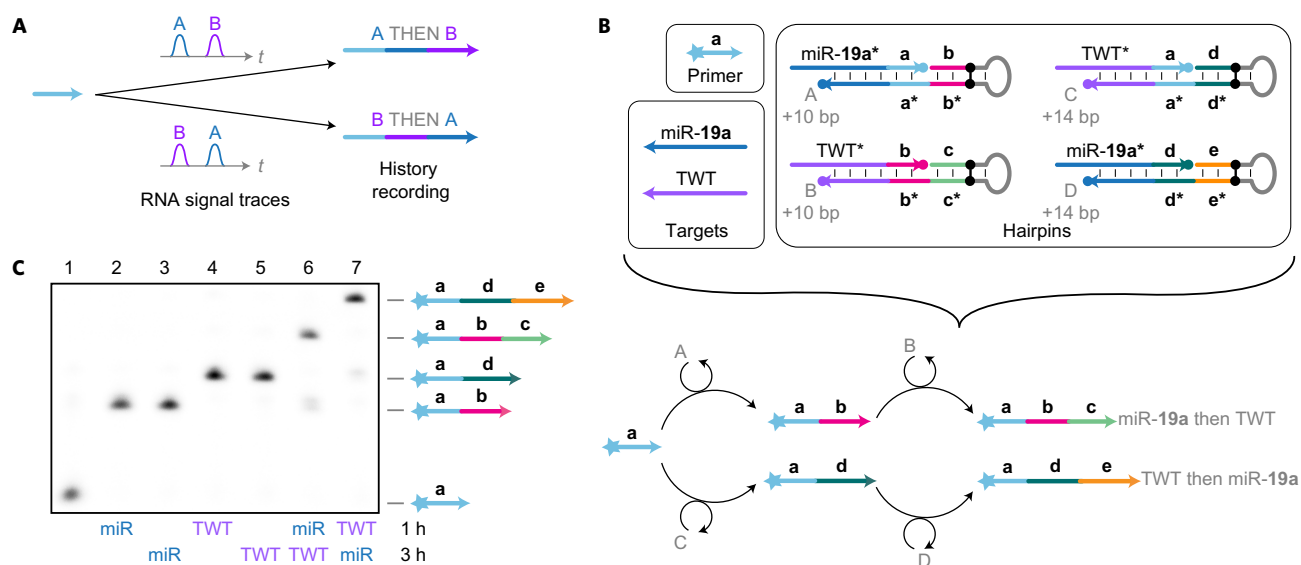 A
A B
t
A THEN B
B A
t
B THEN A
RNA signal traces
History
recording
B
a
Primer
miR-19a
TWT
Targets
miR-19a* a b
A
+10 bp
a* b*
TWT* a d
C
+14 bp
a* d*
TWT* b c
B
+10 bp
b* c*
miR-19a* d e
D
+14 bp
d* e*
Hairpins
A
B
a
a b
a b c
miR-19a then TWT
a d
a d e
TWT then miR-19a
C
D
C
1 2 3 4 5 6 7
a d e
a b c
a d
a b
a
miR TWT miR TWT 1 h
miR TWT TWT miR 3 h